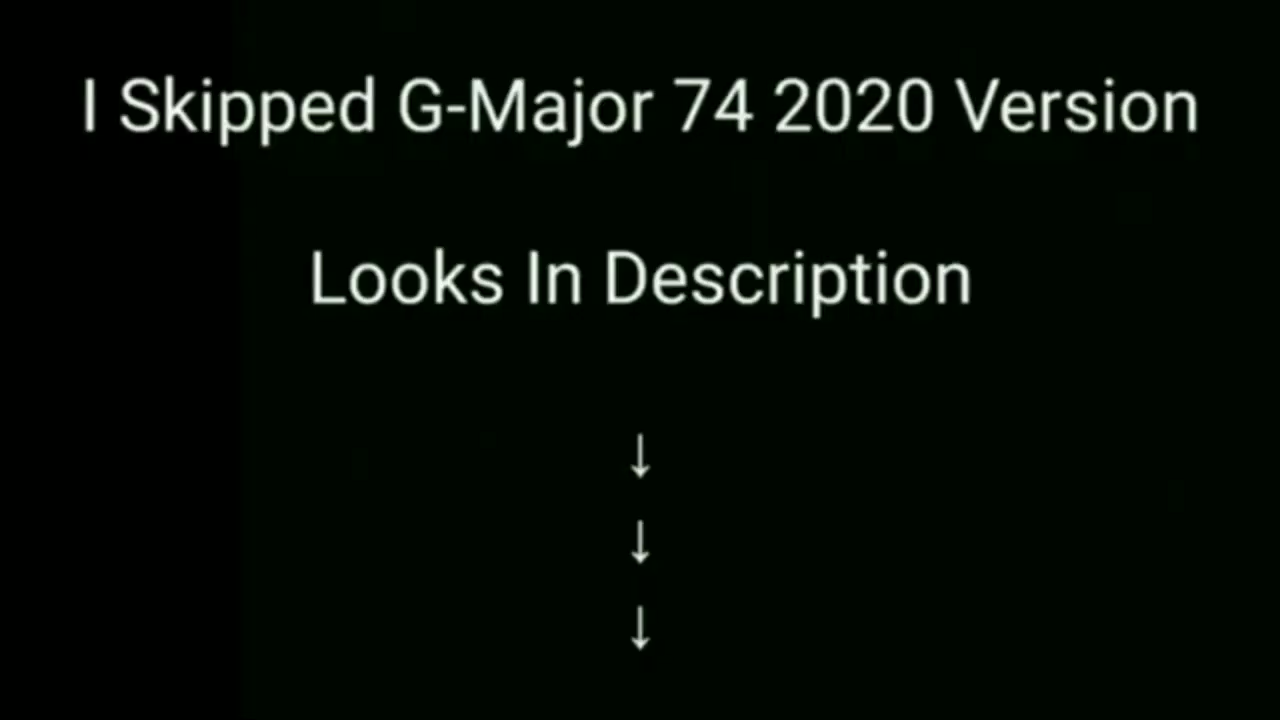 I Skipped G-Major 74 2020 Version
Looks In Description
↓
↓
↓